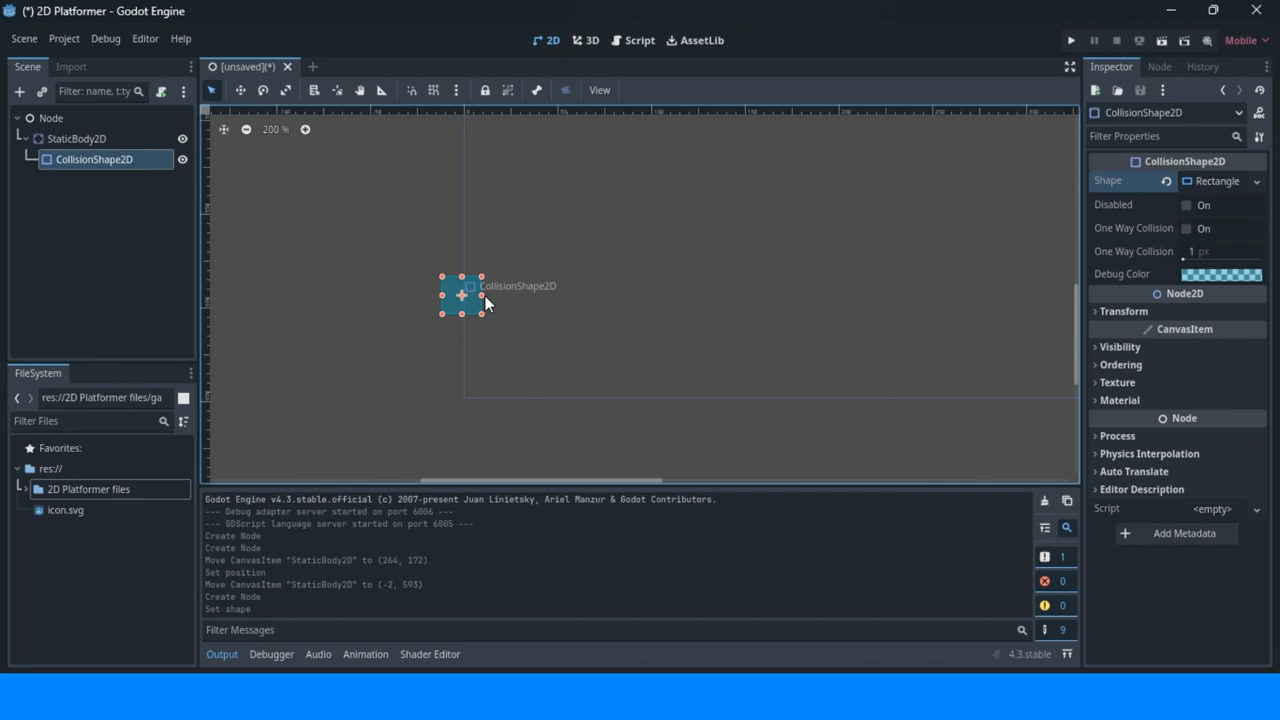 (*) 2D Platformer - Godot Engine
Scene Project Debug Editor Help
2D 3D Script AssetLib
Mobile
Scene Import
[unsaved](*)
Inspector Node History
Filter: name, t:ty
View
Node
StaticBody2D
CollisionShape2D
200 %
CollisionShape2D
CollisionShape2D
Filter Properties
CollisionShape2D
Shape Rectangle
Disabled On
One Way Collision On
One Way Collision 1 px
Debug Color
Node2D
Transform
CanvasItem
Visibility
Ordering
Texture
Material
Node
Process
Physics Interpolation
Auto Translate
Editor Description
Script <empty>
Add Metadata
FileSystem
res://2D Platformer files/ga
Filter Files
Favorites:
res://
2D Platformer files
icon.svg
Godot Engine v4.3.stable.official (c) 2007-present Juan Linietsky, Ariel Manzur & Godot Contributors.
--- Debug adapter server started on port 6006 ---
--- GDScript language server started on port 6005 ---
Create Node
Create Node
Move CanvasItem "StaticBody2D" to (264, 172)
Set position
Move CanvasItem "StaticBody2D" to (-2, 593)
Create Node
Set shape
1
0
0
9
Filter Messages
Output Debugger Audio Animation Shader Editor
4.3.stable